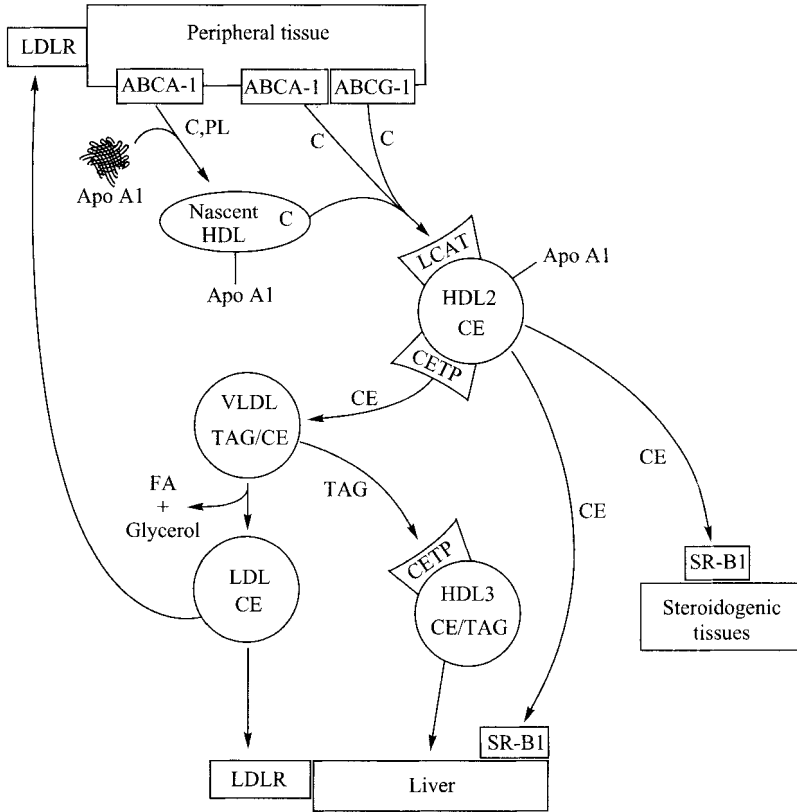 Peripheral tissue
LDLR
ABCA-1
ABCA-1
ABCG-1
C,PL
C
C
Apo A1
Nascent
HDL
C
Apo A1
LCAT
Apo A1
HDL2
CE
CETP
CE
VLDL
TAG/CE
TAG
CE
CE
FA
+
Glycerol
LDL
CE
CETP
HDL3
CE/TAG
SR-B1
Steroidogenic
tissues
SR-B1
LDLR
Liver